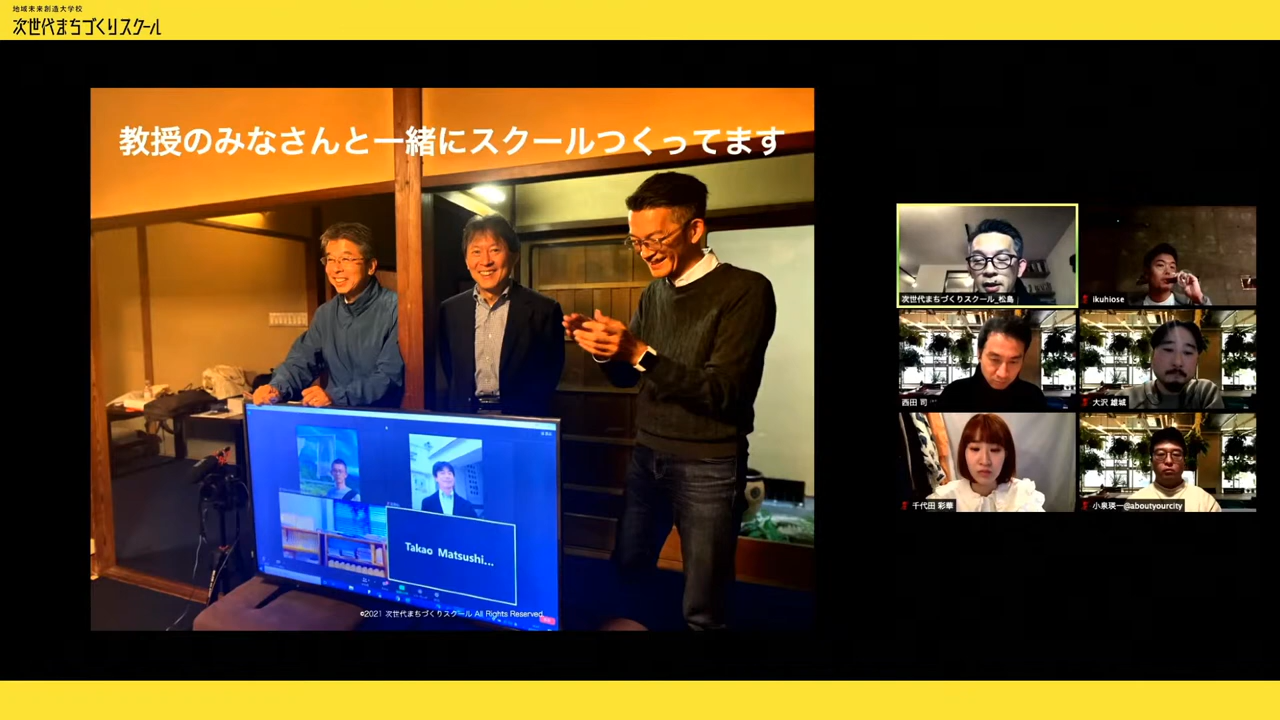 地域未来創造大学校
次世代まちづくりスクール
教授のみなさんと一緒にスクールつくってます
Takao Matsushi...
©2021 次世代まちづくりスクール All Rights Reserved.
次世代まちづくりスクール_松島
ikuhiose
西田 司
大沢 雄城
千代田 彩華
小泉瑛一@aboutyourcity